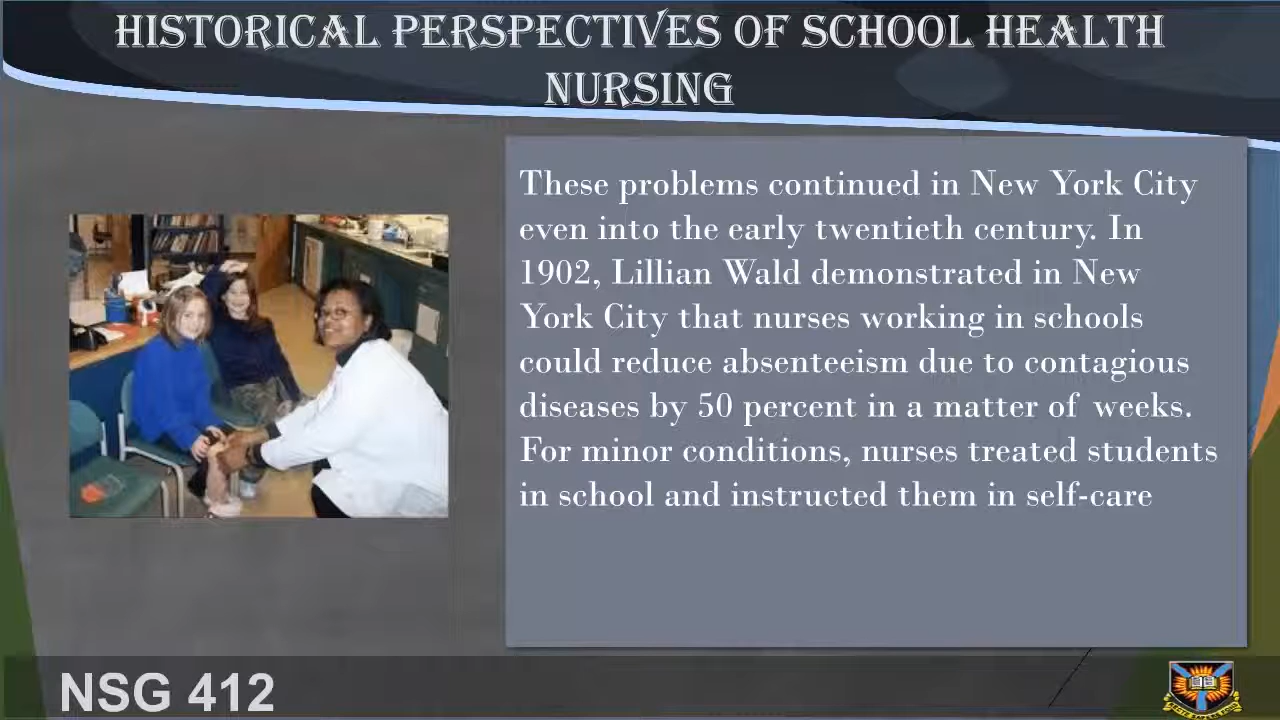 HISTORICAL PERSPECTIVES OF SCHOOL HEALTH
NURSING
These problems continued in New York City
even into the early twentieth century. In
1902, Lillian Wald demonstrated in New
York City that nurses working in schools
could reduce absenteeism due to contagious
diseases by 50 percent in a matter of weeks.
For minor conditions, nurses treated students
in school and instructed them in self-care
NSG 412